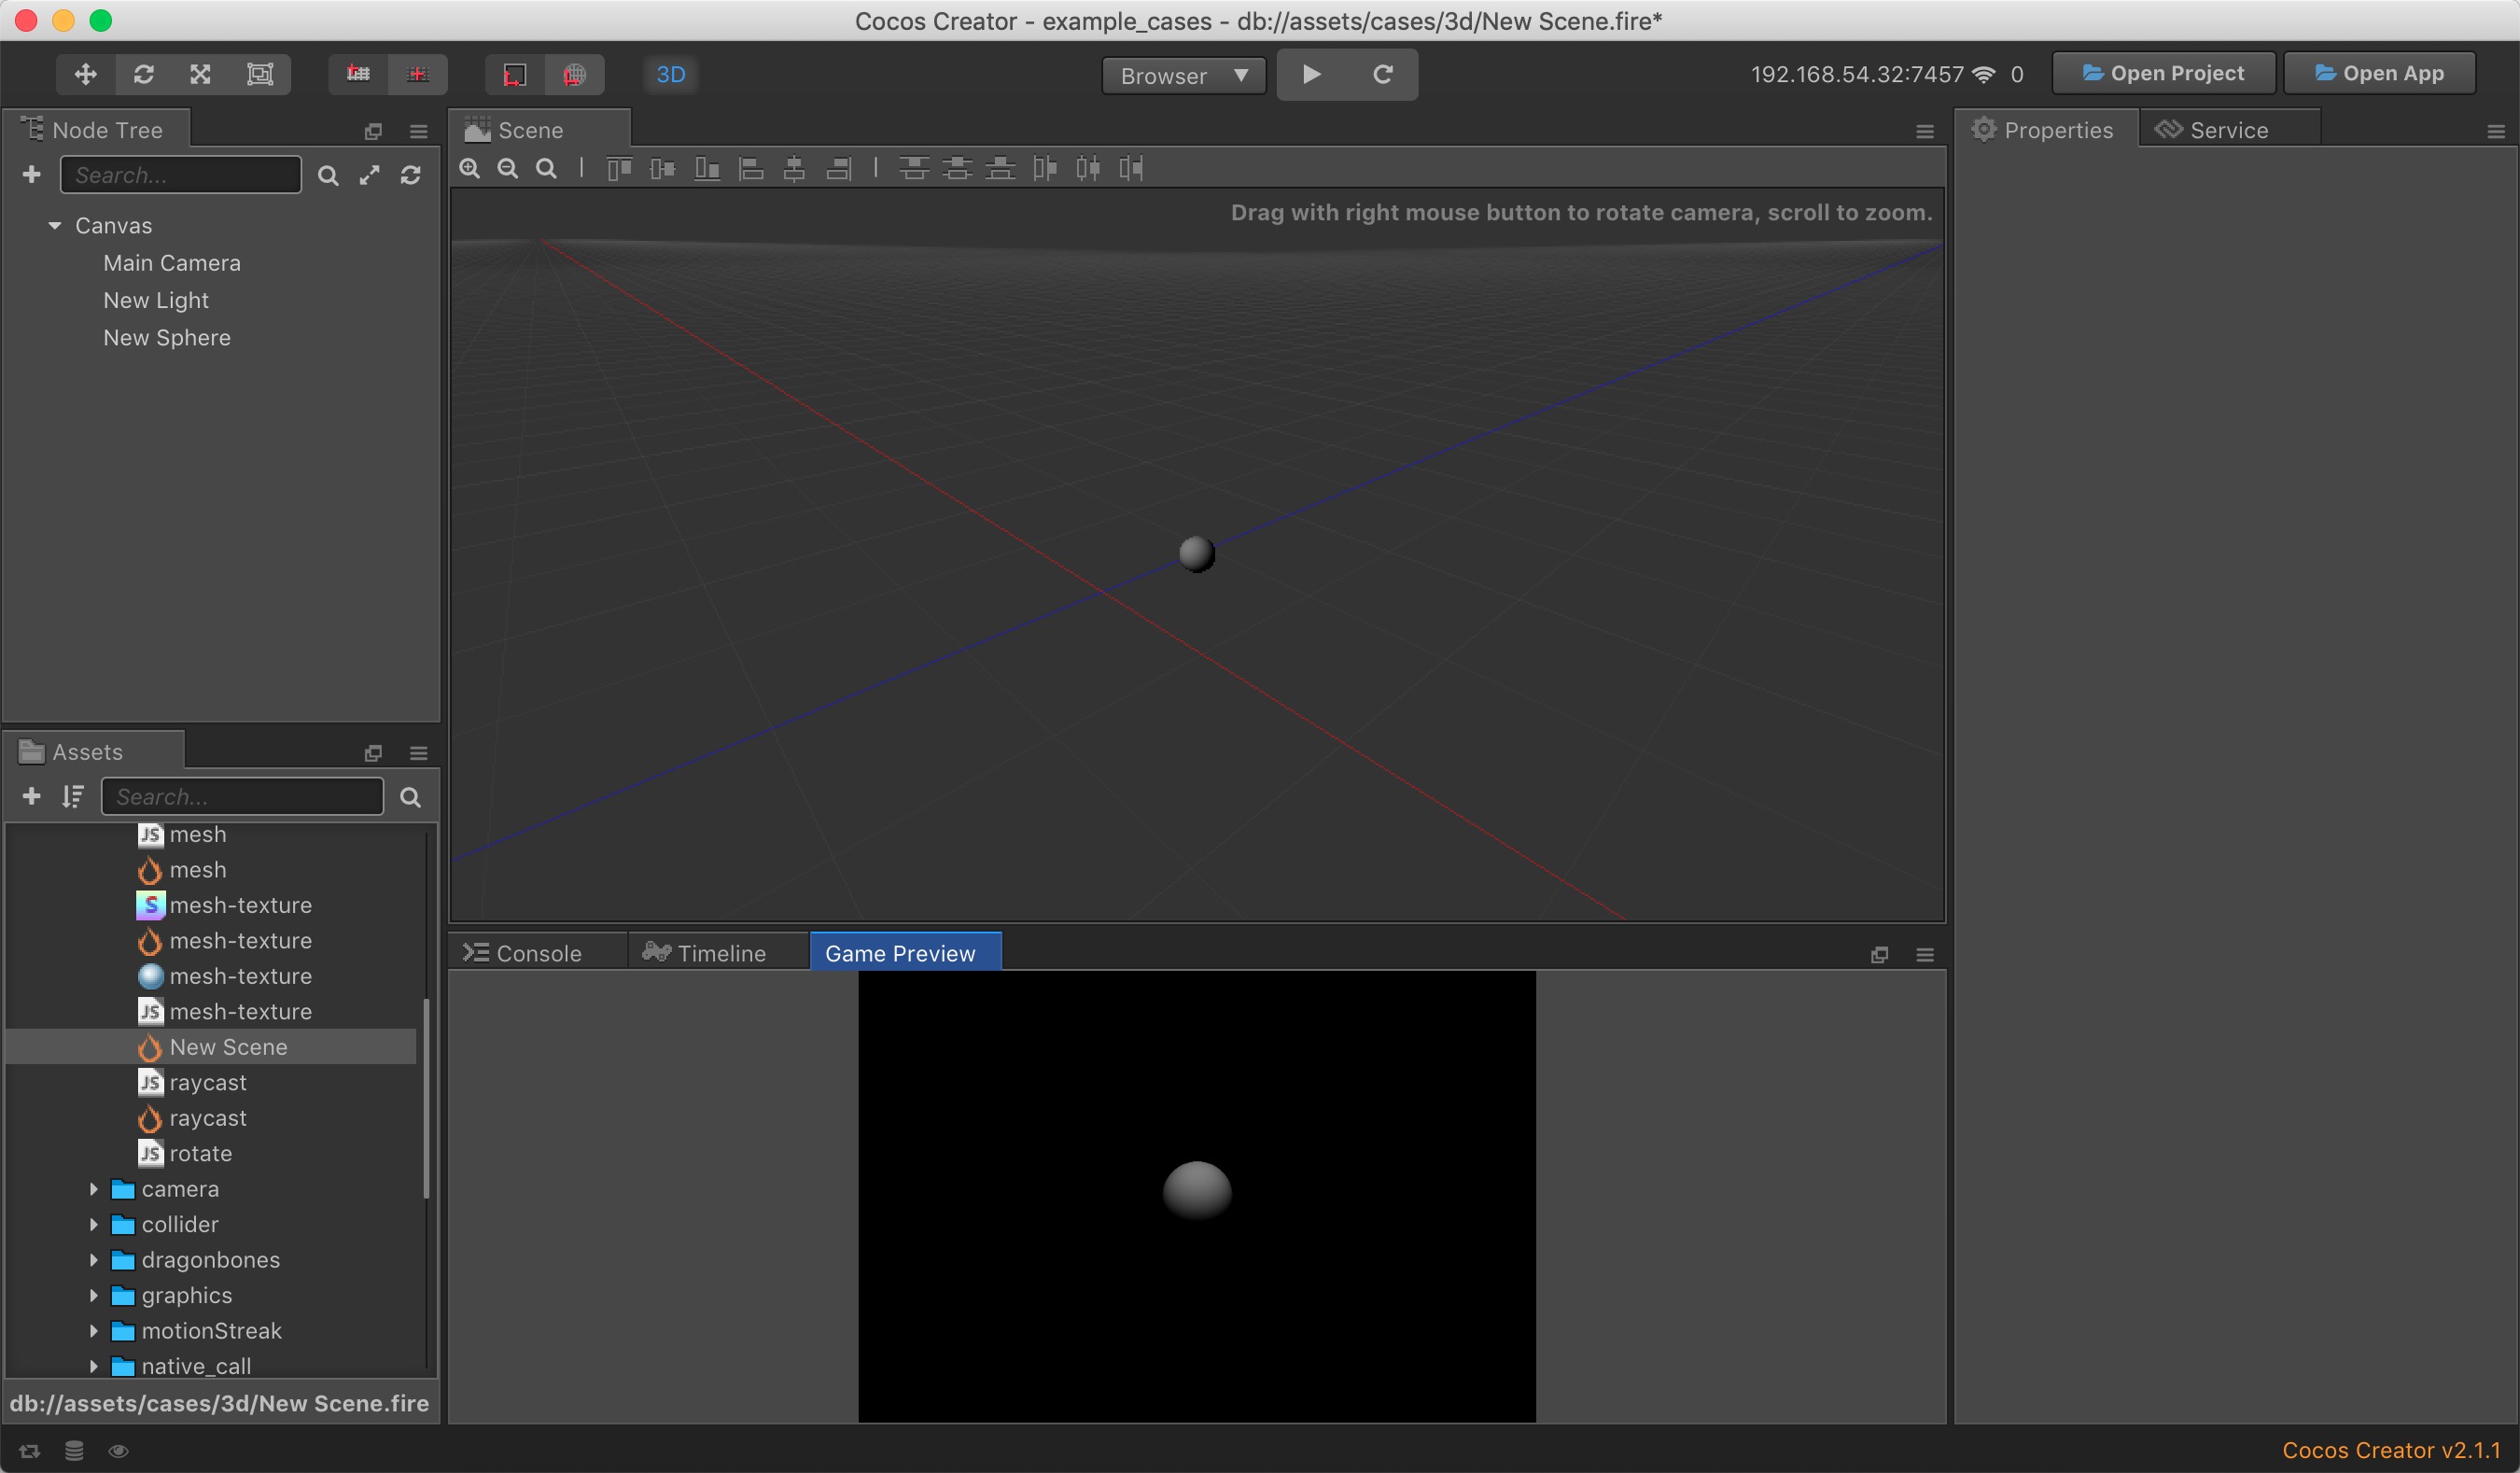 Cocos Creator - example_cases - db://assets/cases/3d/New Scene.fire*
3D
Browser
192.168.54.32:7457
0
Open Project
Open App
Node Tree
Search...
Canvas
Main Camera
New Light
New Sphere
Scene
Drag with right mouse button to rotate camera, scroll to zoom.
Properties
Service
Assets
Search...
JS mesh
mesh
S mesh-texture
mesh-texture
mesh-texture
JS mesh-texture
New Scene
JS raycast
raycast
JS rotate
camera
collider
dragonbones
graphics
motionStreak
native_call
db://assets/cases/3d/New Scene.fire
Console
Timeline
Game Preview
Cocos Creator v2.1.1